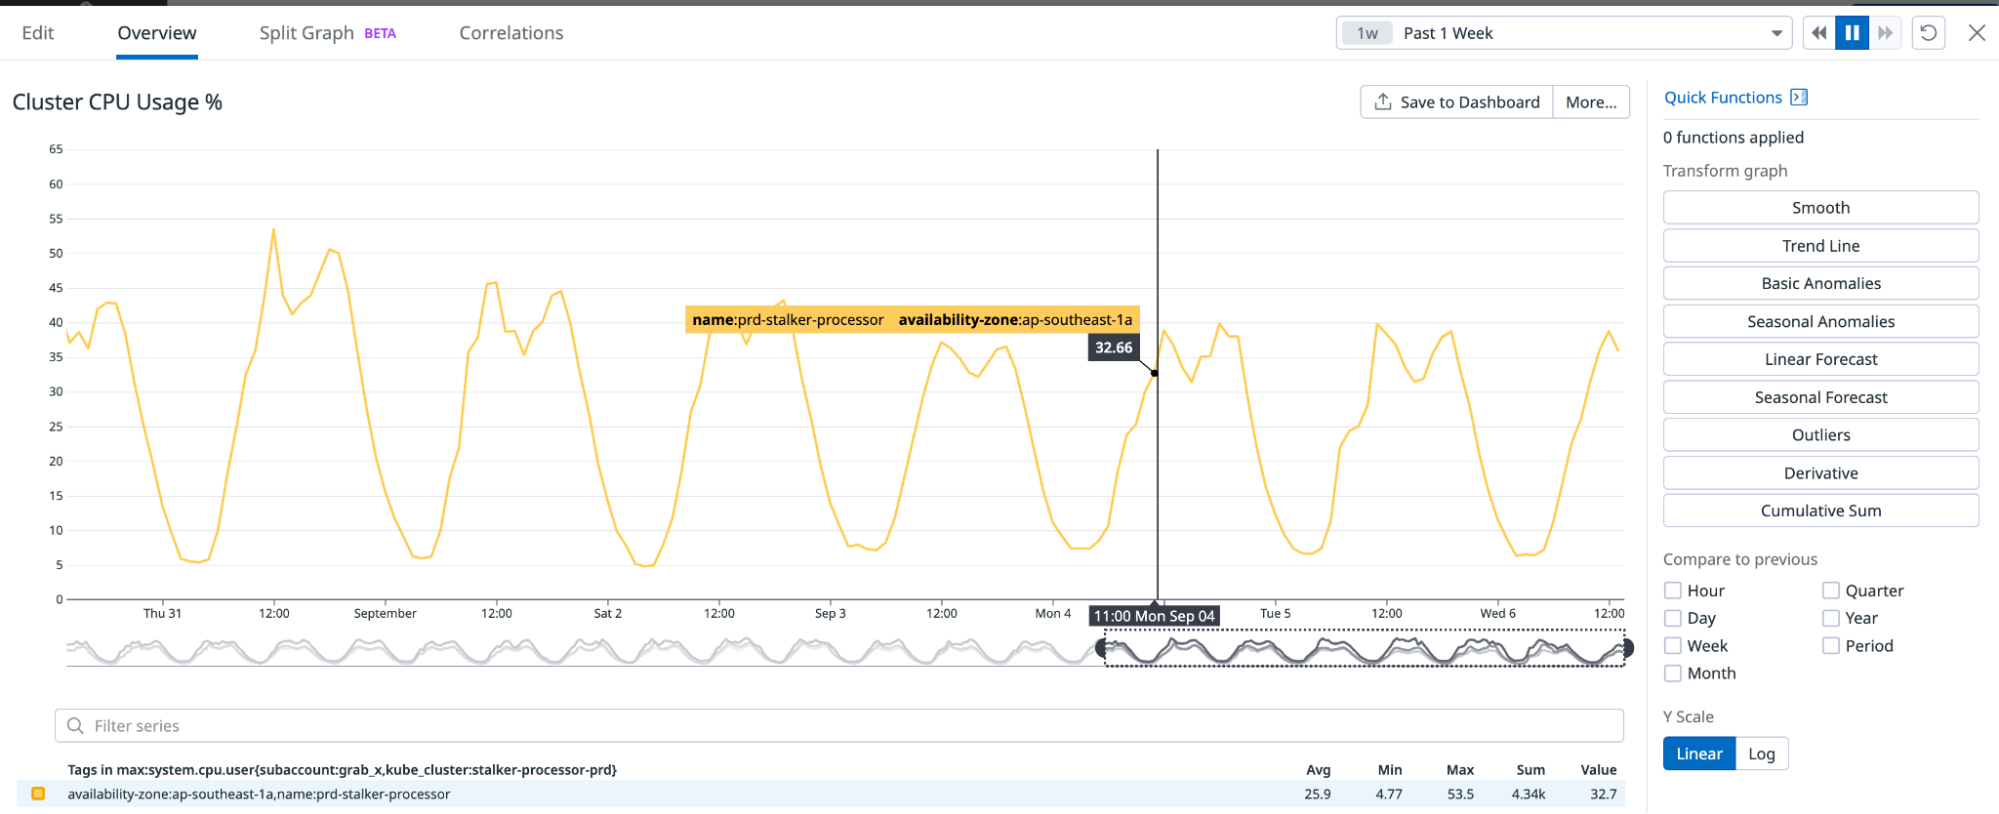 Edit Overview Split Graph BETA Correlations 1w Past 1 Week
Cluster CPU Usage % Save to Dashboard More...
65
60
55
50
45
40
35
30
25
20
15
10
5
0
name:prd-stalker-processor availability-zone:ap-southeast-1a
32.66
Thu 31 12:00 September 12:00 Sat 2 12:00 Sep 3 12:00 Mon 4 11:00 Mon Sep 04 Tue 5 12:00 Wed 6 12:00
Filter series
Tags in max:system.cpu.user{subaccount:grab_x,kube_cluster:stalker-processor-prd} Avg Min Max Sum Value
availability-zone:ap-southeast-1a,name:prd-stalker-processor 25.9 4.77 53.5 4.34k 32.7
Quick Functions
0 functions applied
Transform graph
Smooth
Trend Line
Basic Anomalies
Seasonal Anomalies
Linear Forecast
Seasonal Forecast
Outliers
Derivative
Cumulative Sum
Compare to previous
Hour Quarter
Day Year
Week Period
Month
Y Scale
Linear Log